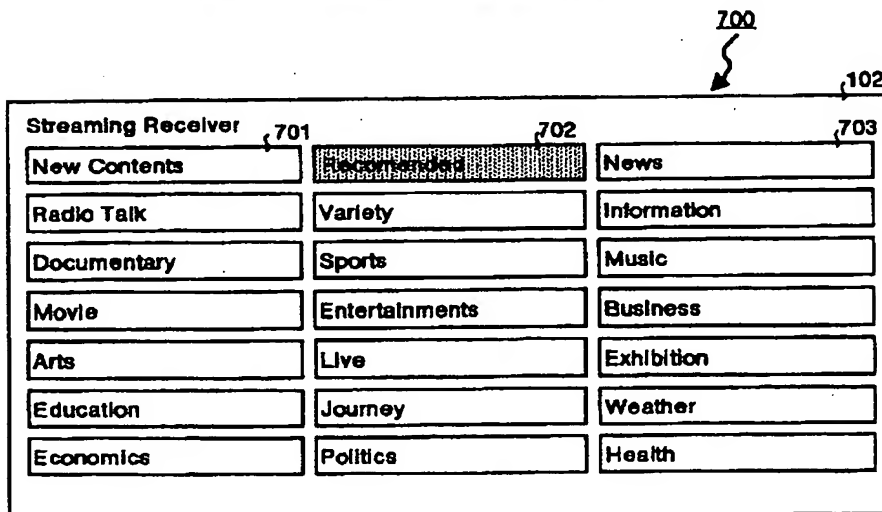 700
102
Streaming Receiver 701 702 703
New Contents Recomended News
Radio Talk Variety Information
Documentary Sports Music
Movie Entertainments Business
Arts Live Exhibition
Education Journey Weather
Economics Politics Health